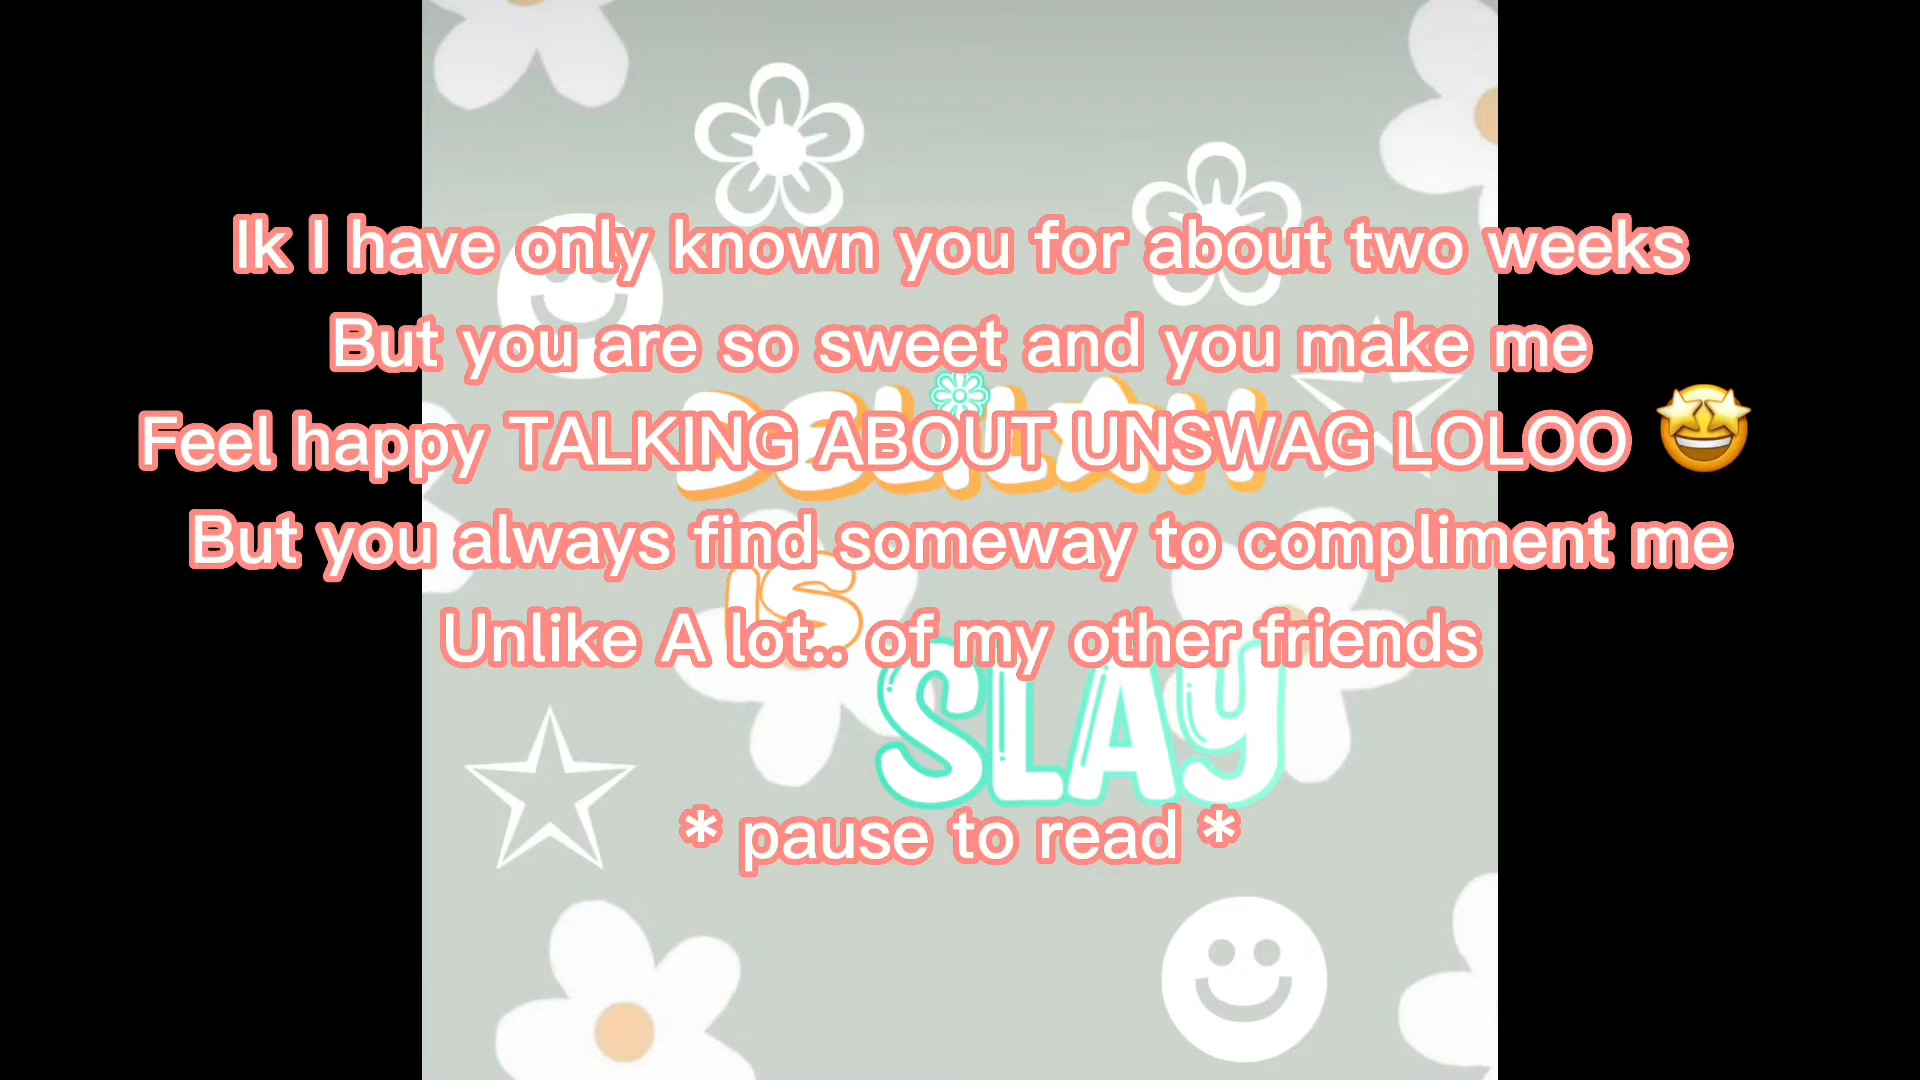 Ik I have only known you for about two weeks
But you are so sweet and you make me
Feel happy TALKING ABOUT UNSWAG LOLOO 🤩
But you always find someway to compliment me
Unlike A lot.. of my other friends
* pause to read *
DELILAH
IS
SLAY